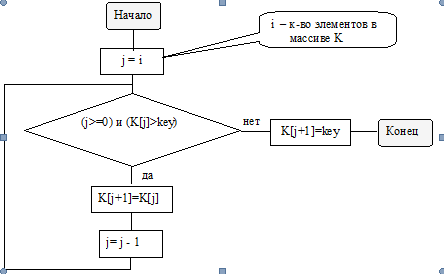 Начало
i – к-во элементов в
массиве K
j = i
(j>=0) и (K[j]>key)
нет
K[j+1]=key
Конец
да
K[j+1]=K[j]
j= j - 1